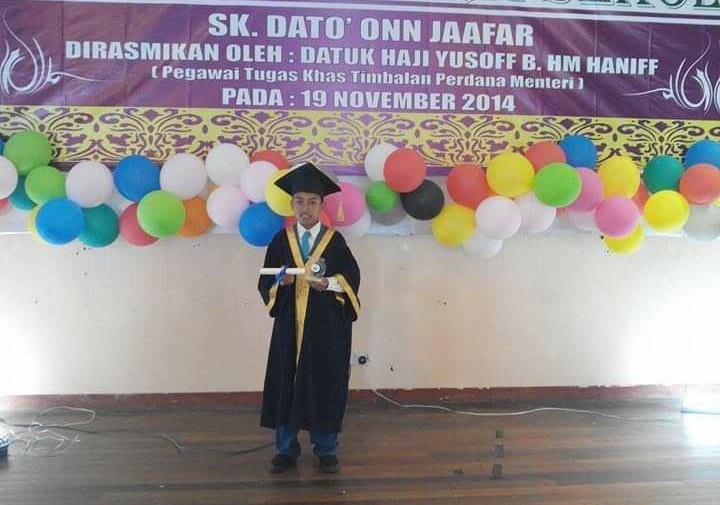 SK. DATO' ONN JAAFAR
DIRASMIKAN OLEH : DATUK HAJI YUSOFF B. HM HANIFF
( Pegawai Tugas Khas Timbalan Perdana Menteri )
PADA : 19 NOVEMBER 2014